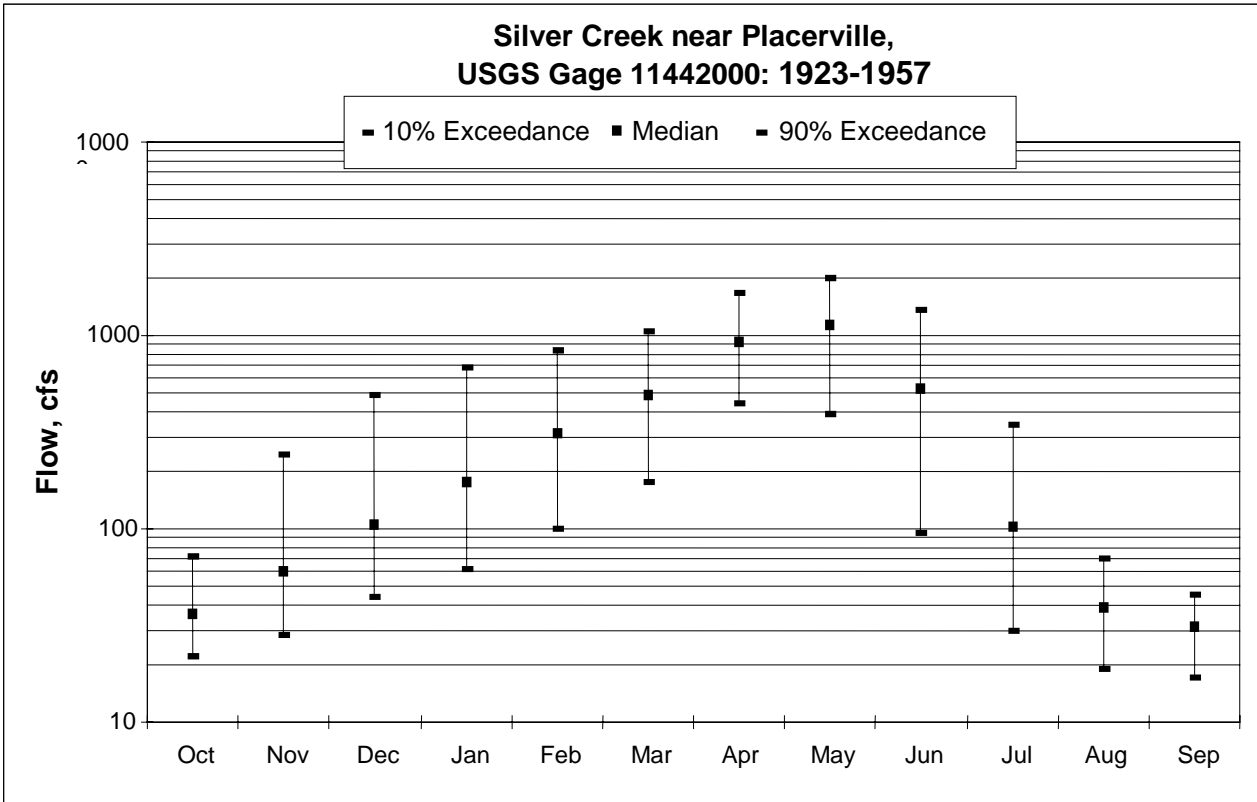 Silver Creek near Placerville,
USGS Gage 11442000: 1923-1957
10% Exceedance Median 90% Exceedance
1000
1000
100
10
Flow, cfs
Oct Nov Dec Jan Feb Mar Apr May Jun Jul Aug Sep